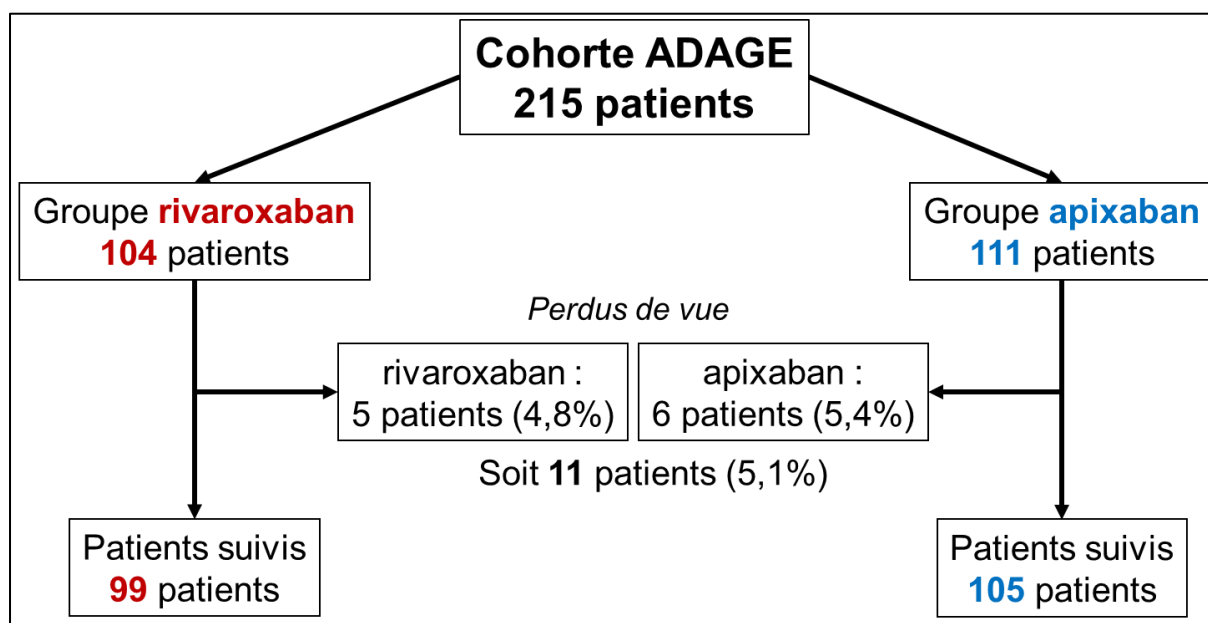 Cohorte ADAGE
215 patients
Groupe rivaroxaban
104 patients
Groupe apixaban
111 patients
Perdus de vue
rivaroxaban :
5 patients (4,8%)
apixaban :
6 patients (5,4%)
Soit 11 patients (5,1%)
Patients suivis
99 patients
Patients suivis
105 patients